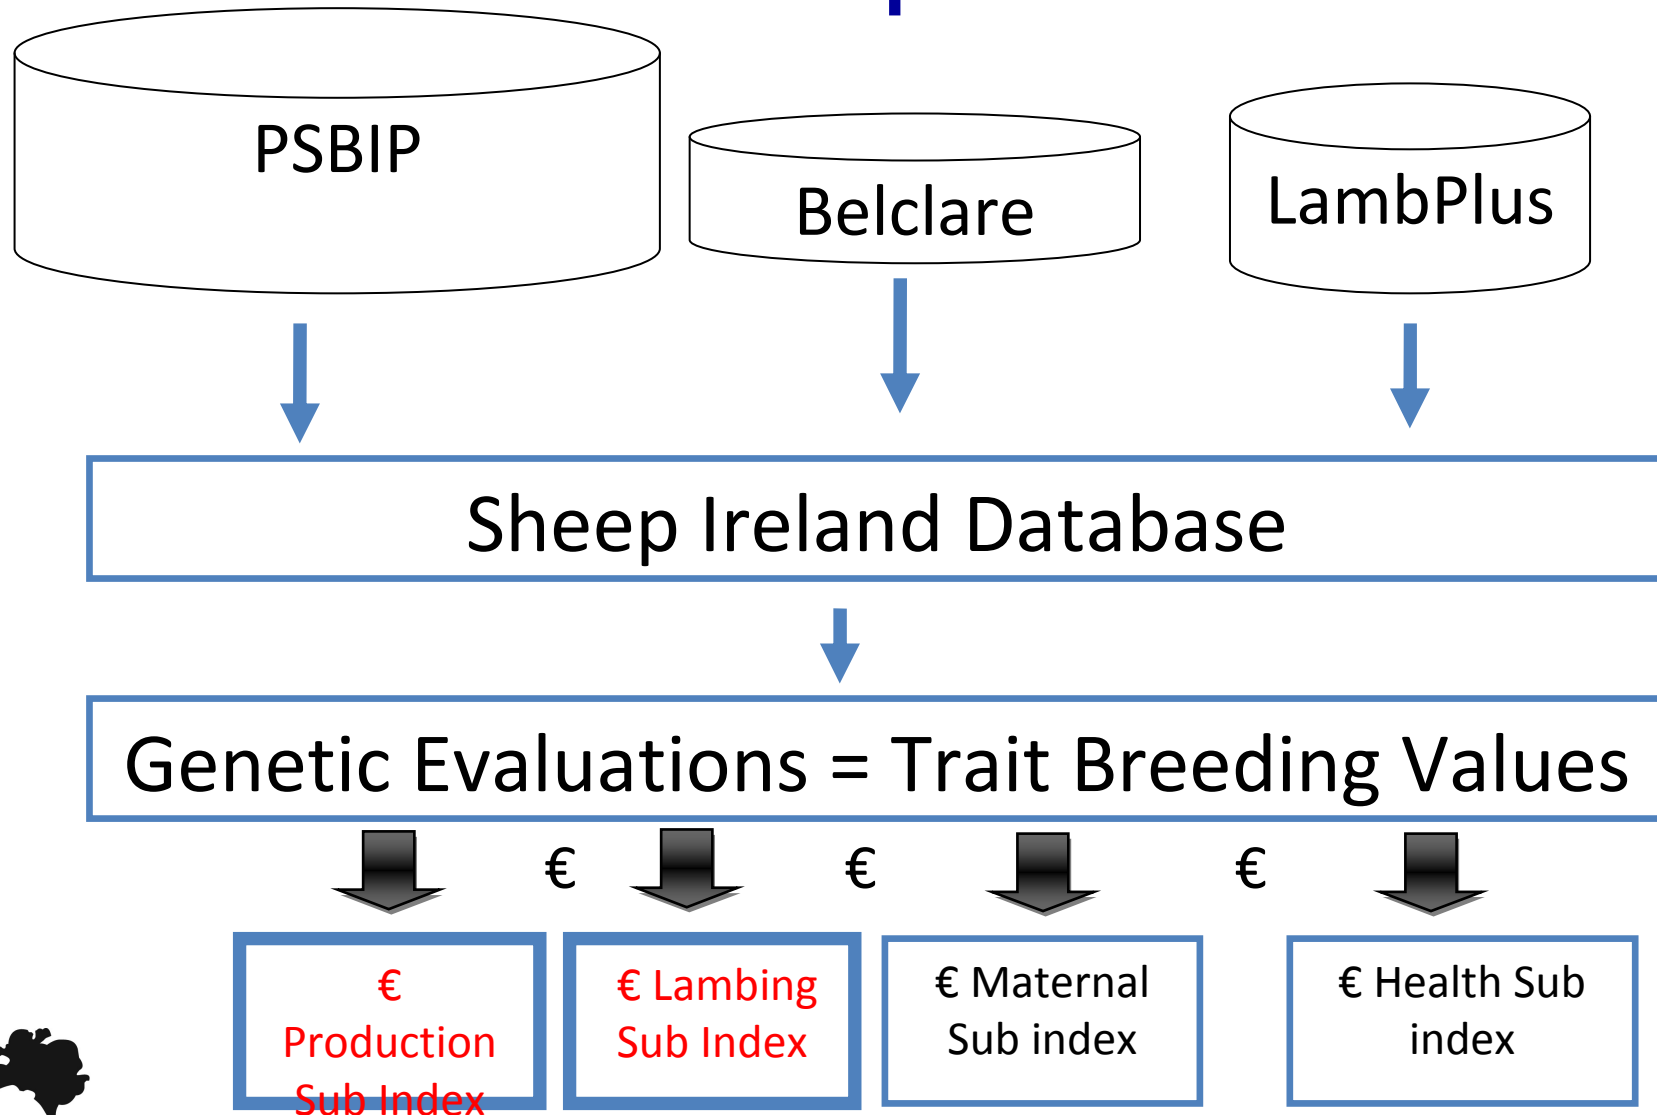 PSBIP
Belclare
LambPlus
Sheep Ireland Database
Genetic Evaluations = Trait Breeding Values
€
€
€
€
Production
Sub Index
€ Lambing
Sub Index
€ Maternal
Sub index
€ Health Sub
index